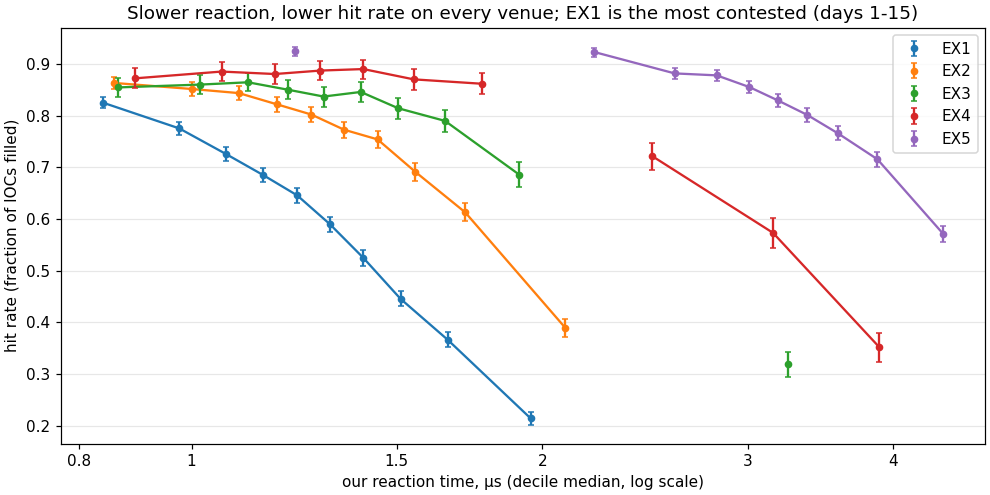 Slower reaction, lower hit rate on every venue; EX1 is the most contested (days 1-15)
hit rate (fraction of IOCs filled)
0.9
0.8
0.7
0.6
0.5
0.4
0.3
0.2
EX1
EX2
EX3
EX4
EX5
0.8
1
1.5
2
3
4
our reaction time, µs (decile median, log scale)